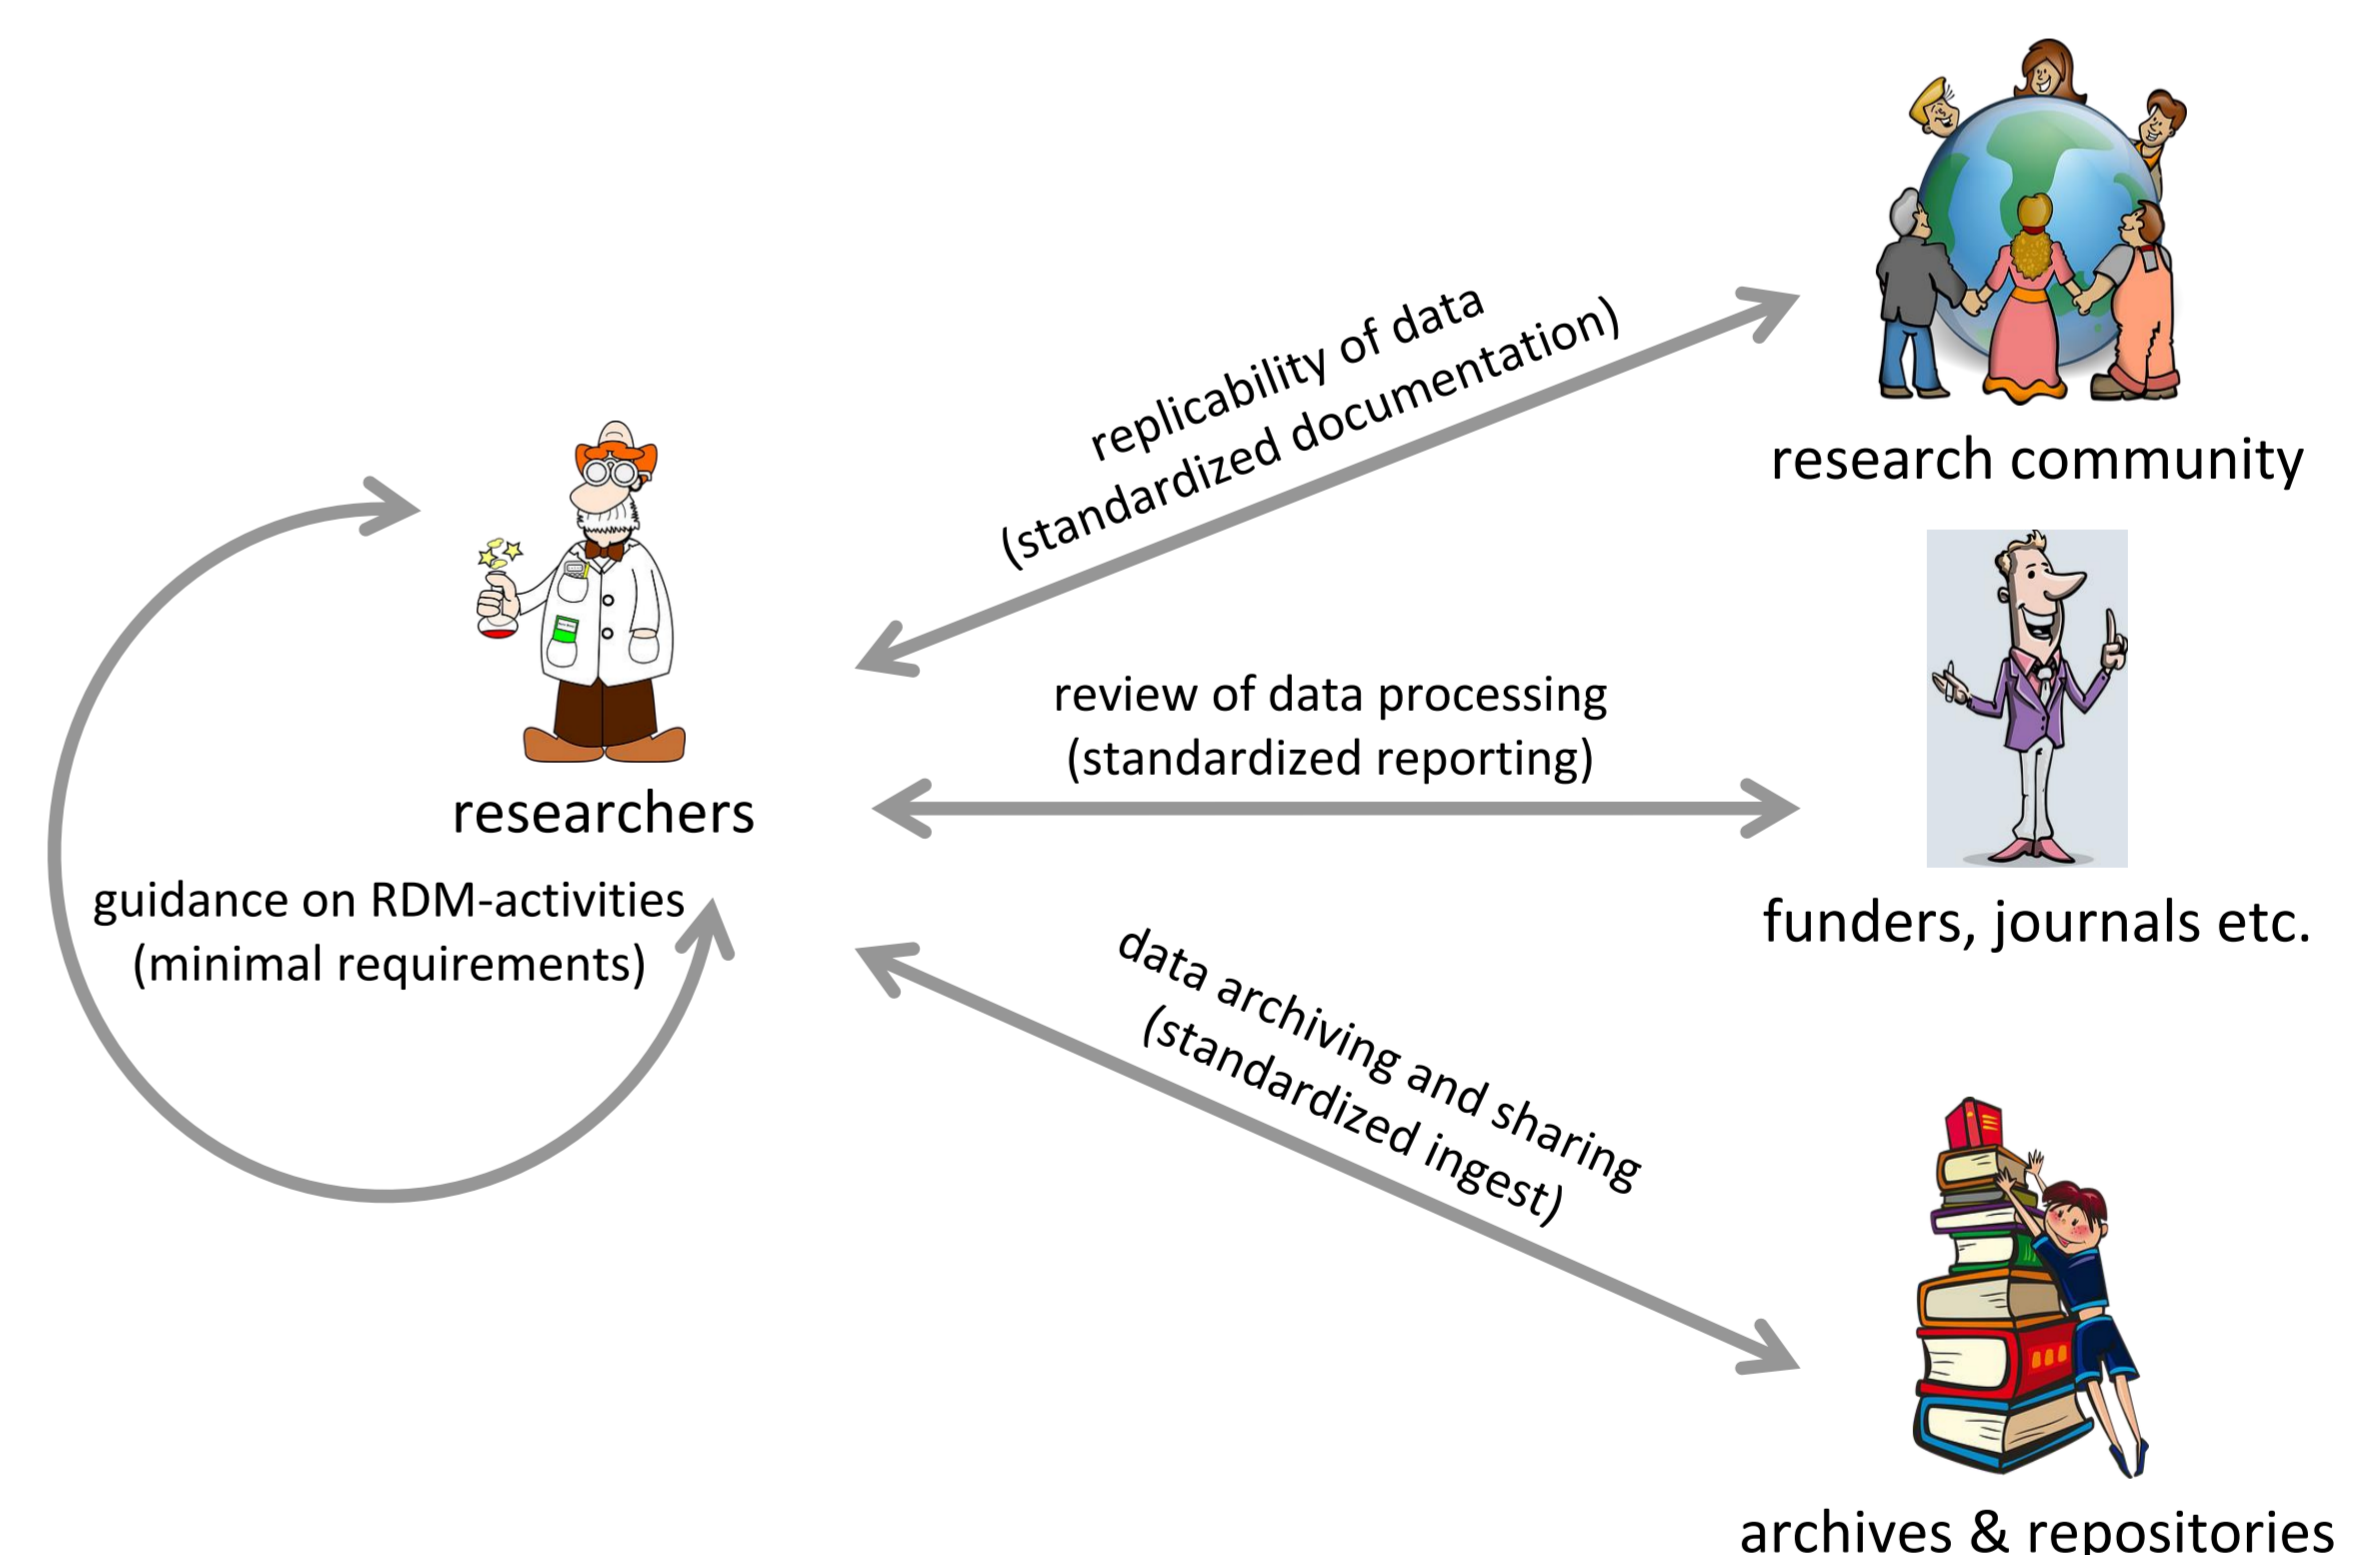 replicability of data
(standardized documentation)
research community
review of data processing
(standardized reporting)
researchers
guidance on RDM-activities
(minimal requirements)
funders, journals etc.
data archiving and sharing
(standardized ingest)
archives & repositories